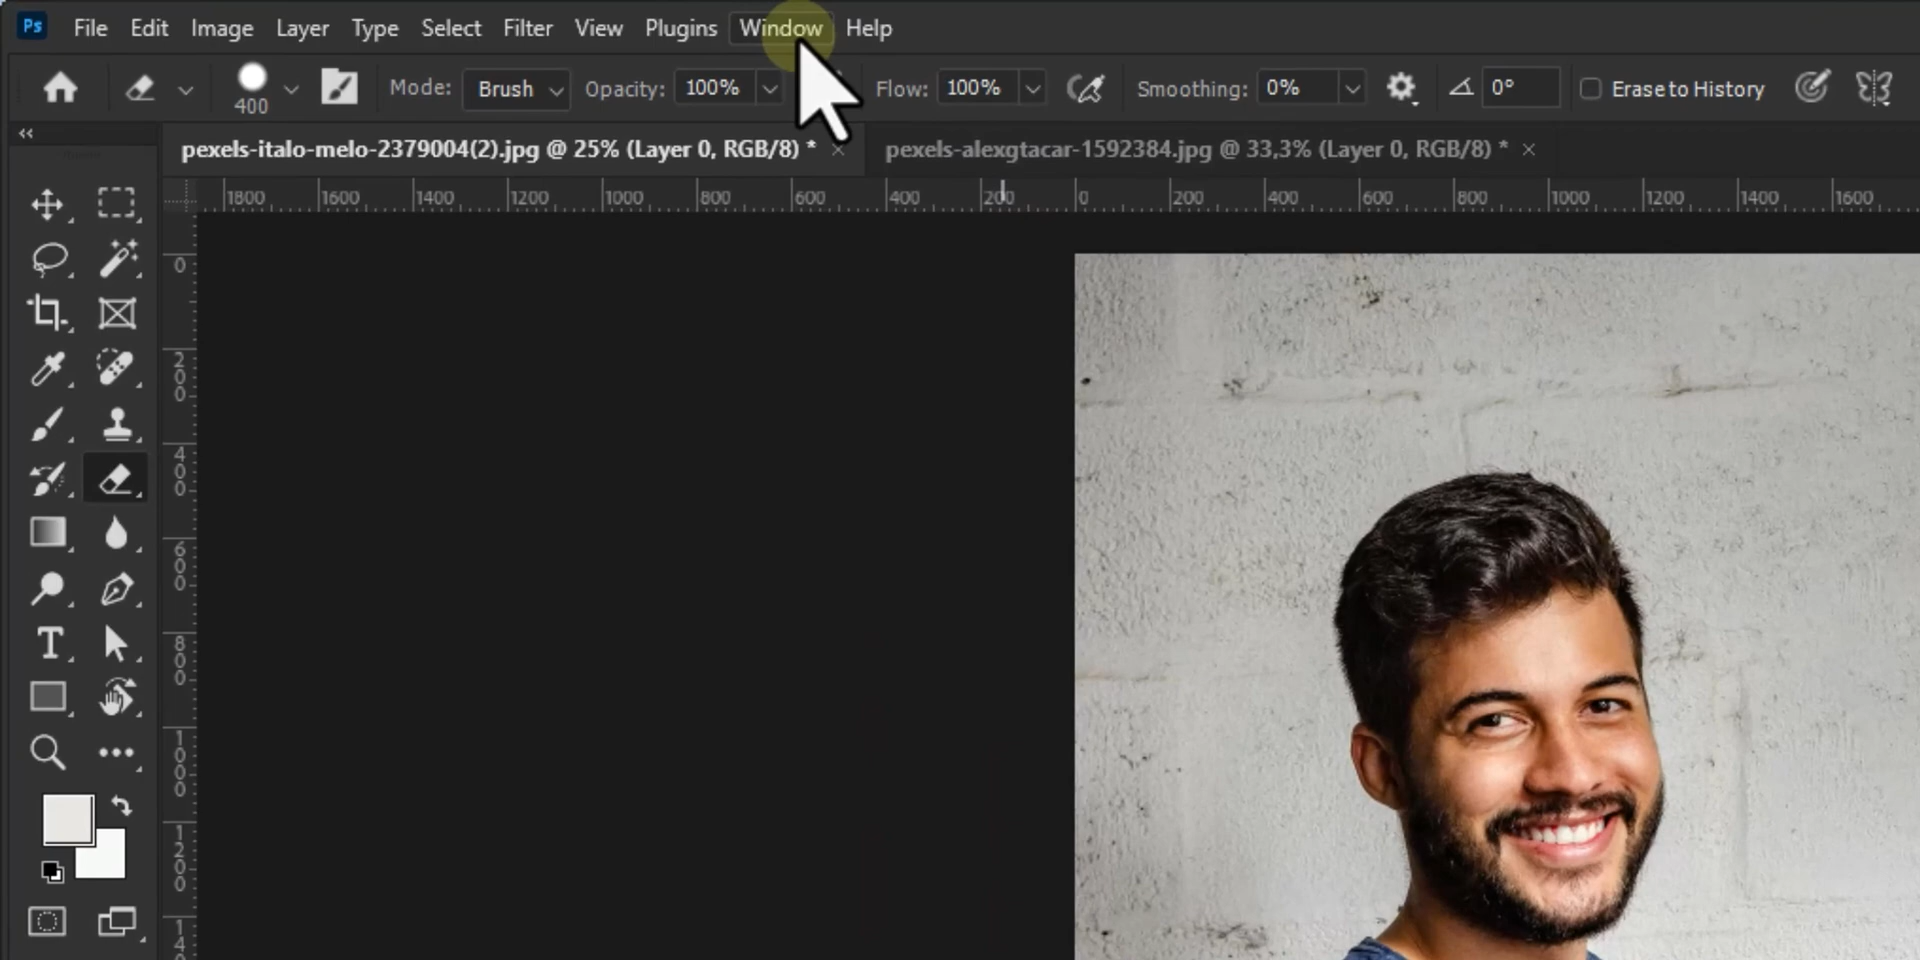 Ps File Edit Image Layer Type Select Filter View Plugins Window Help
400 Mode: Brush Opacity: 100% Flow: 100% Smoothing: 0% 0° Erase to History
pexels-italo-melo-2379004(2).jpg @ 25% (Layer 0, RGB/8) * × pexels-alexgtacar-1592384.jpg @ 33,3% (Layer 0, RGB/8) * ×
1800 1600 1400 1200 1000 800 600 400 200 0 200 400 600 800 1000 1200 1400 1600
0
200
400
600
800
1000
1200
14